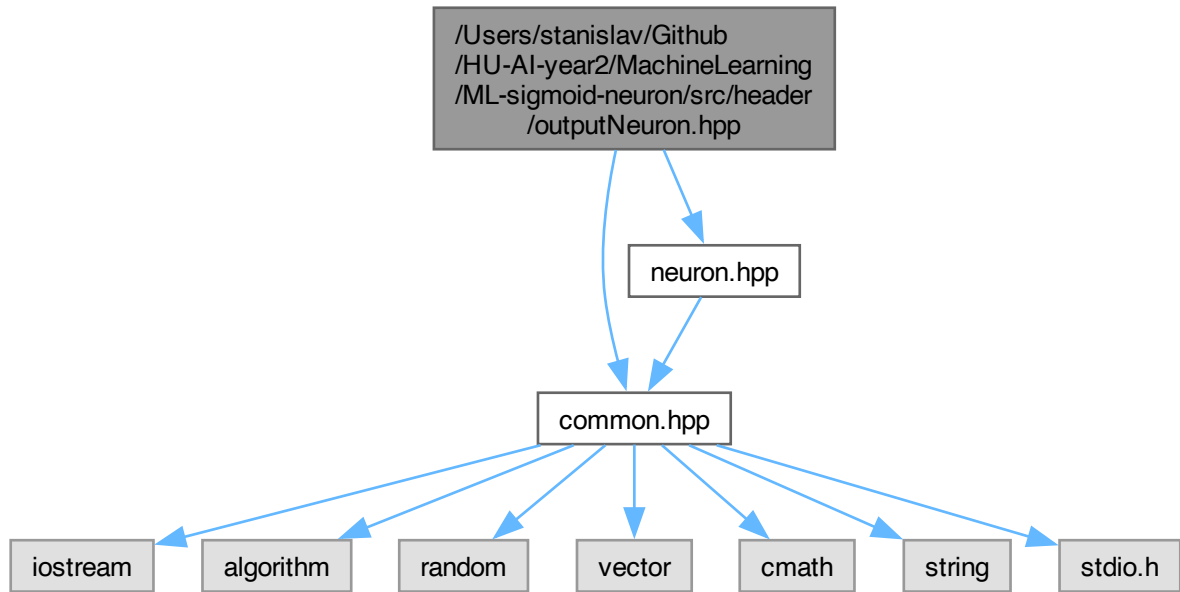 /Users/stanislav/Github
/HU-AI-year2/MachineLearning
/ML-sigmoid-neuron/src/header
/outputNeuron.hpp
neuron.hpp
common.hpp
iostream
algorithm
random
vector
cmath
string
stdio.h